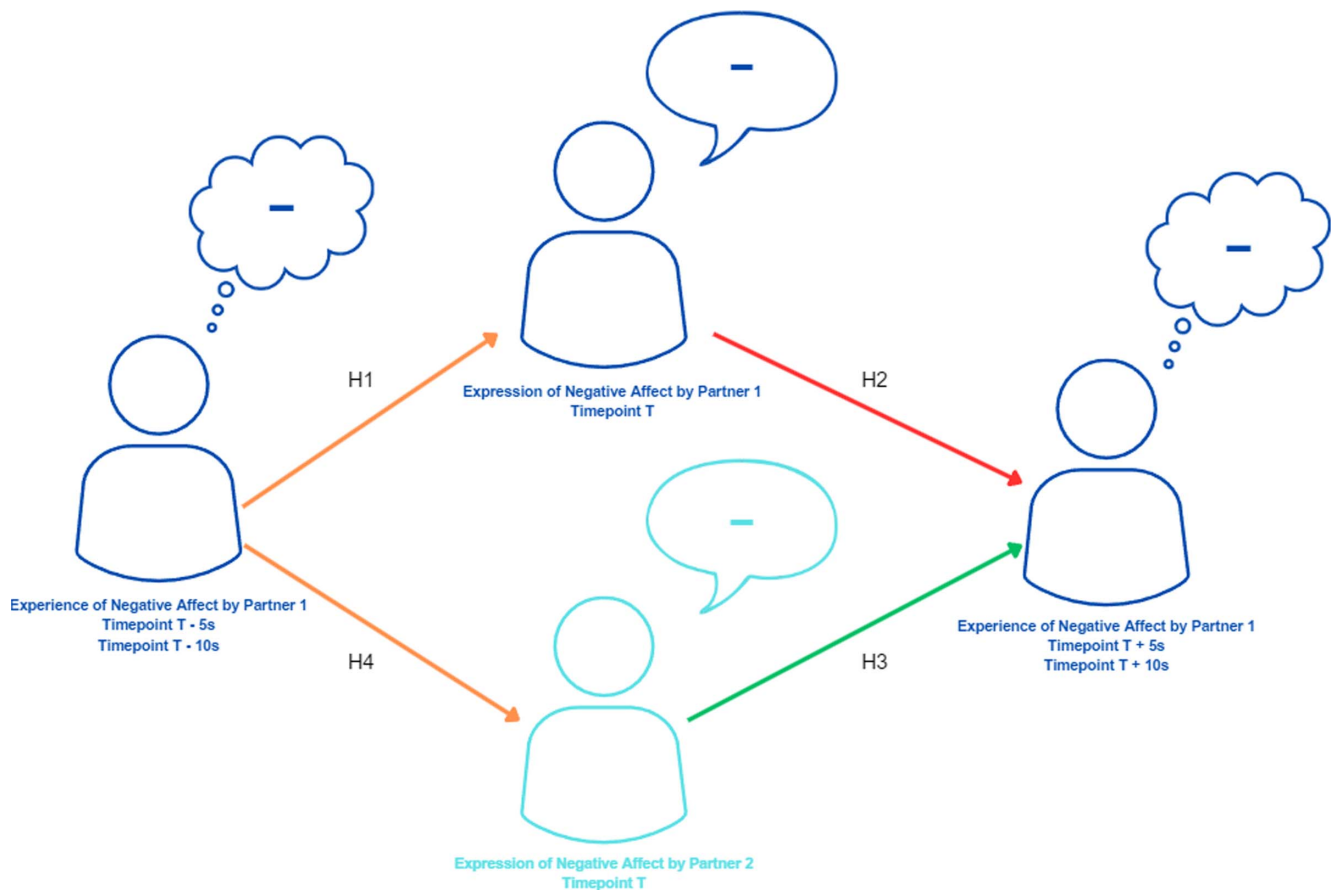 H1
Expression of Negative Affect by Partner 1
Timepoint T
H2
Experience of Negative Affect by Partner 1
Timepoint T - 5s
Timepoint T - 10s
Experience of Negative Affect by Partner 1
Timepoint T + 5s
Timepoint T + 10s
H4
H3
Expression of Negative Affect by Partner 2
Timepoint T